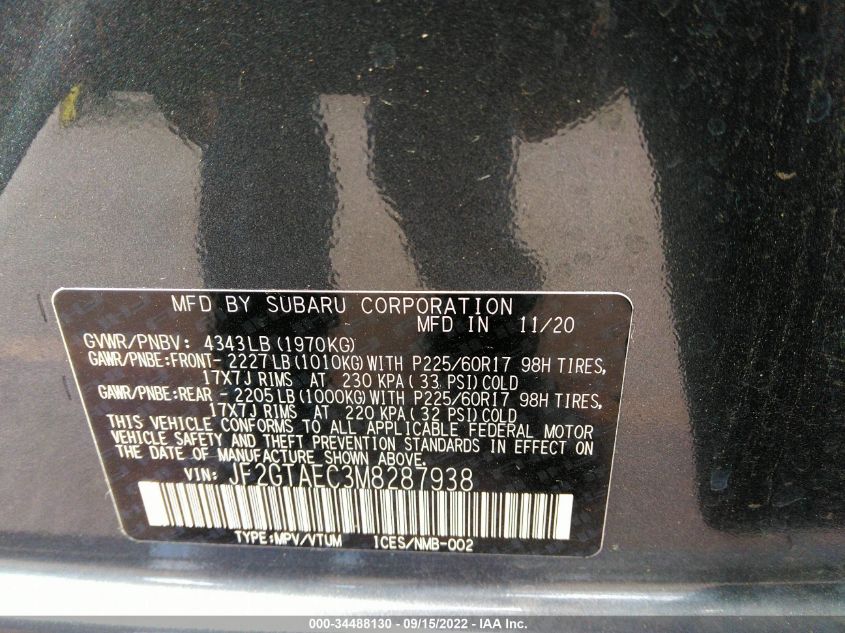 MFD BY SUBARU CORPORATION
MFD IN 11/20
GVWR/PNBV: 4343LB(1970KG)
GAWR/PNBE:FRONT- 2227LB(1010KG)WITH P225/60R17 98H TIRES,
17X7J RIMS AT 230 KPA(33 PSI)COLD
GAWR/PNBE:REAR - 2205LB(1000KG)WITH P225/60R17 98H TIRES,
17X7J RIMS AT 220 KPA(32 PSI)COLD
THIS VEHICLE CONFORMS TO ALL APPLICABLE FEDERAL MOTOR
VEHICLE SAFETY AND THEFT PREVENTION STANDARDS IN EFFECT ON
THE DATE OF MANUFACTURE SHOWN ABOVE.
VIN: JF2GTAEC3M8287938
TYPE:MPV/VTUM ICES/NMB-002
000-34488130 - 09/15/2022 - IAA Inc.